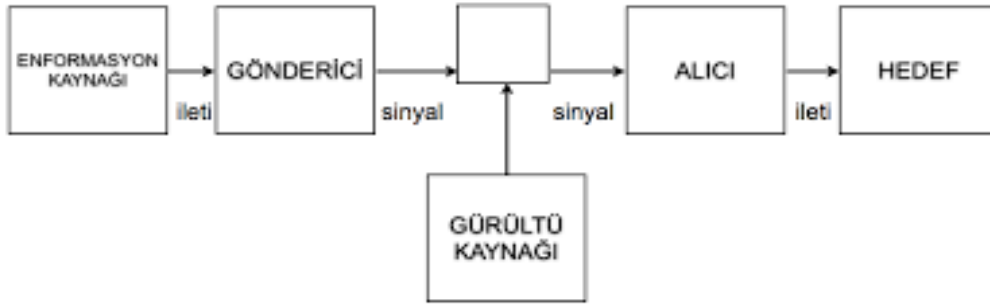 ENFORMASYON
KAYNAĞI
ileti
GÖNDERİCİ
sinyal
sinyal
ALICI
ileti
HEDEF
GÜRÜLTÜ
KAYNAĞI